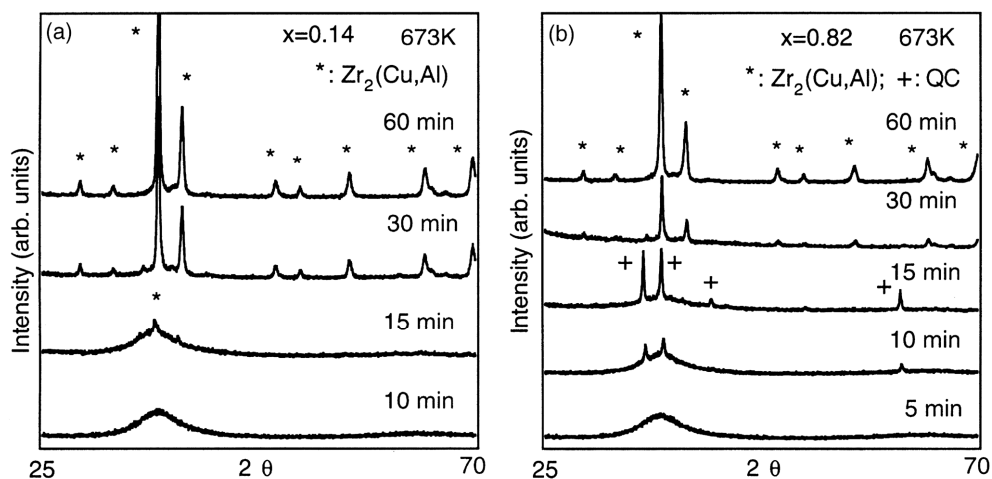 (a)
x=0.14 673K
*: Zr₂(Cu,Al)
60 min
* * * * * * * * *
30 min
*
15 min
10 min
Intensity (arb. units)
25 2 θ 70
(b)
x=0.82 673K
*: Zr₂(Cu,Al); +: QC
60 min
* * * * * * * * *
30 min
15 min
+ + + +
10 min
5 min
Intensity (arb. units)
25 2 θ 70